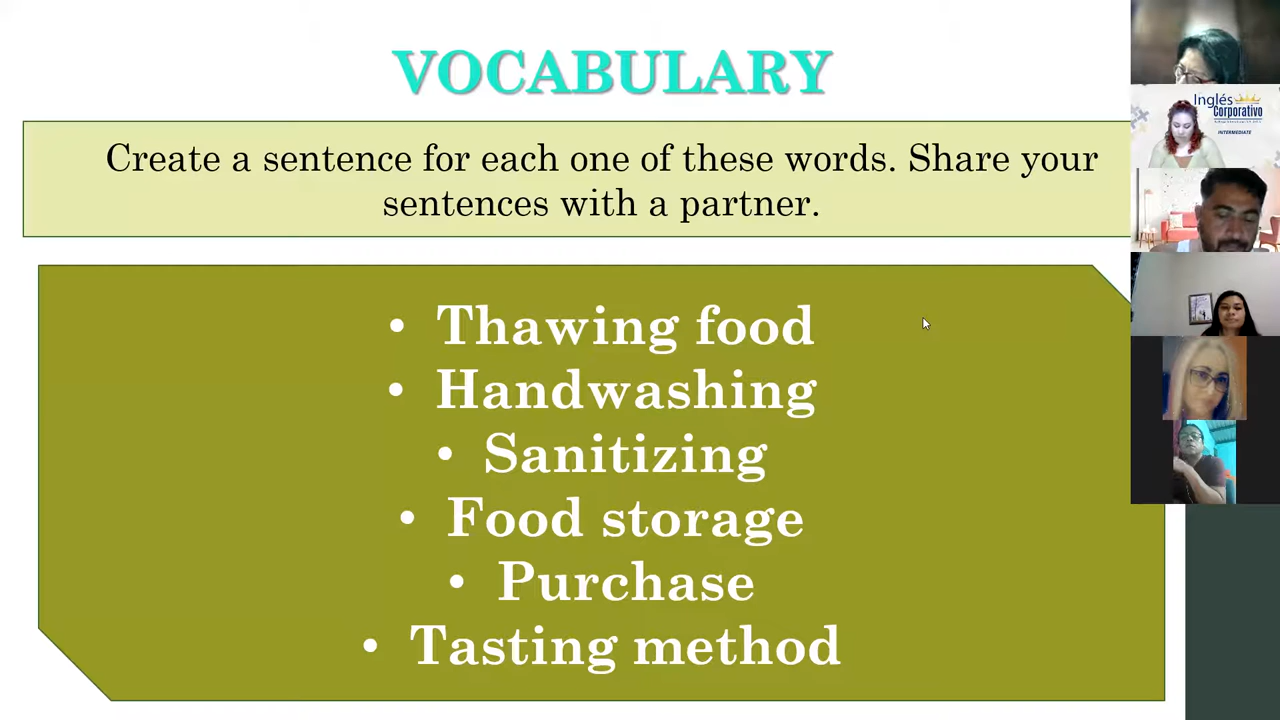 VOCABULARY
Create a sentence for each one of these words. Share your
sentences with a partner.
• Thawing food
• Handwashing
• Sanitizing
• Food storage
• Purchase
• Tasting method
Inglés
Corporativo
INTERMEDIATE